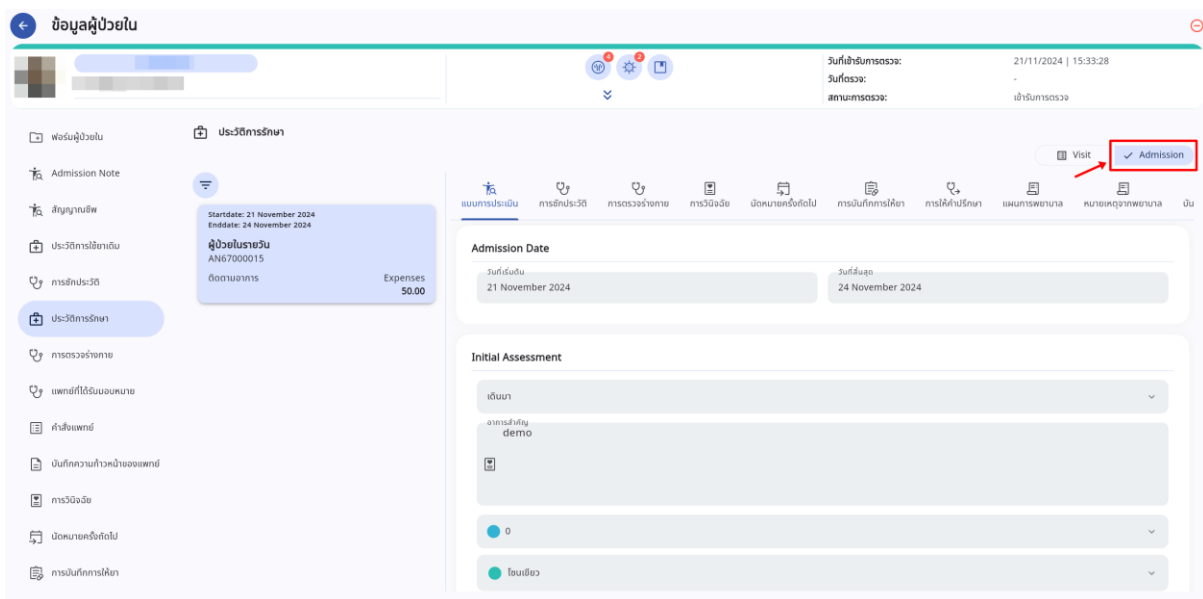 ข้อมูลผู้ป่วยใน
4
2
วันที่เข้ารับการตรวจ: 21/11/2024 | 15:33:28
วันที่ตรวจ: -
สถานะการตรวจ: เข้ารับการตรวจ
ฟอร์มผู้ป่วยใน
Admission Note
สัญญาณชีพ
ประวัติการใช้ยาเดิม
การซักประวัติ
ประวัติการรักษา
การตรวจร่างกาย
แพทย์ที่ได้รับมอบหมาย
คำสั่งแพทย์
บันทึกความก้าวหน้าของแพทย์
การวินิจฉัย
นัดหมายครั้งถัดไป
การบันทึกการให้ยา
ประวัติการรักษา
Visit Admission
Startdate: 21 November 2024
Enddate: 24 November 2024
ผู้ป่วยในรายวัน
AN67000015
ติดตามอาการ Expenses
50.00
แบบการประเมิน การซักประวัติ การตรวจร่างกาย การวินิจฉัย นัดหมายครั้งถัดไป การบันทึกการให้ยา การให้คำปรึกษา แผนการพยาบาล หมายเหตุจากพยาบาล บัน
Admission Date
วันที่เริ่มต้น วันที่สิ้นสุด
21 November 2024 24 November 2024
Initial Assessment
เดินมา
อาการสำคัญ
demo
0
โซนเขียว